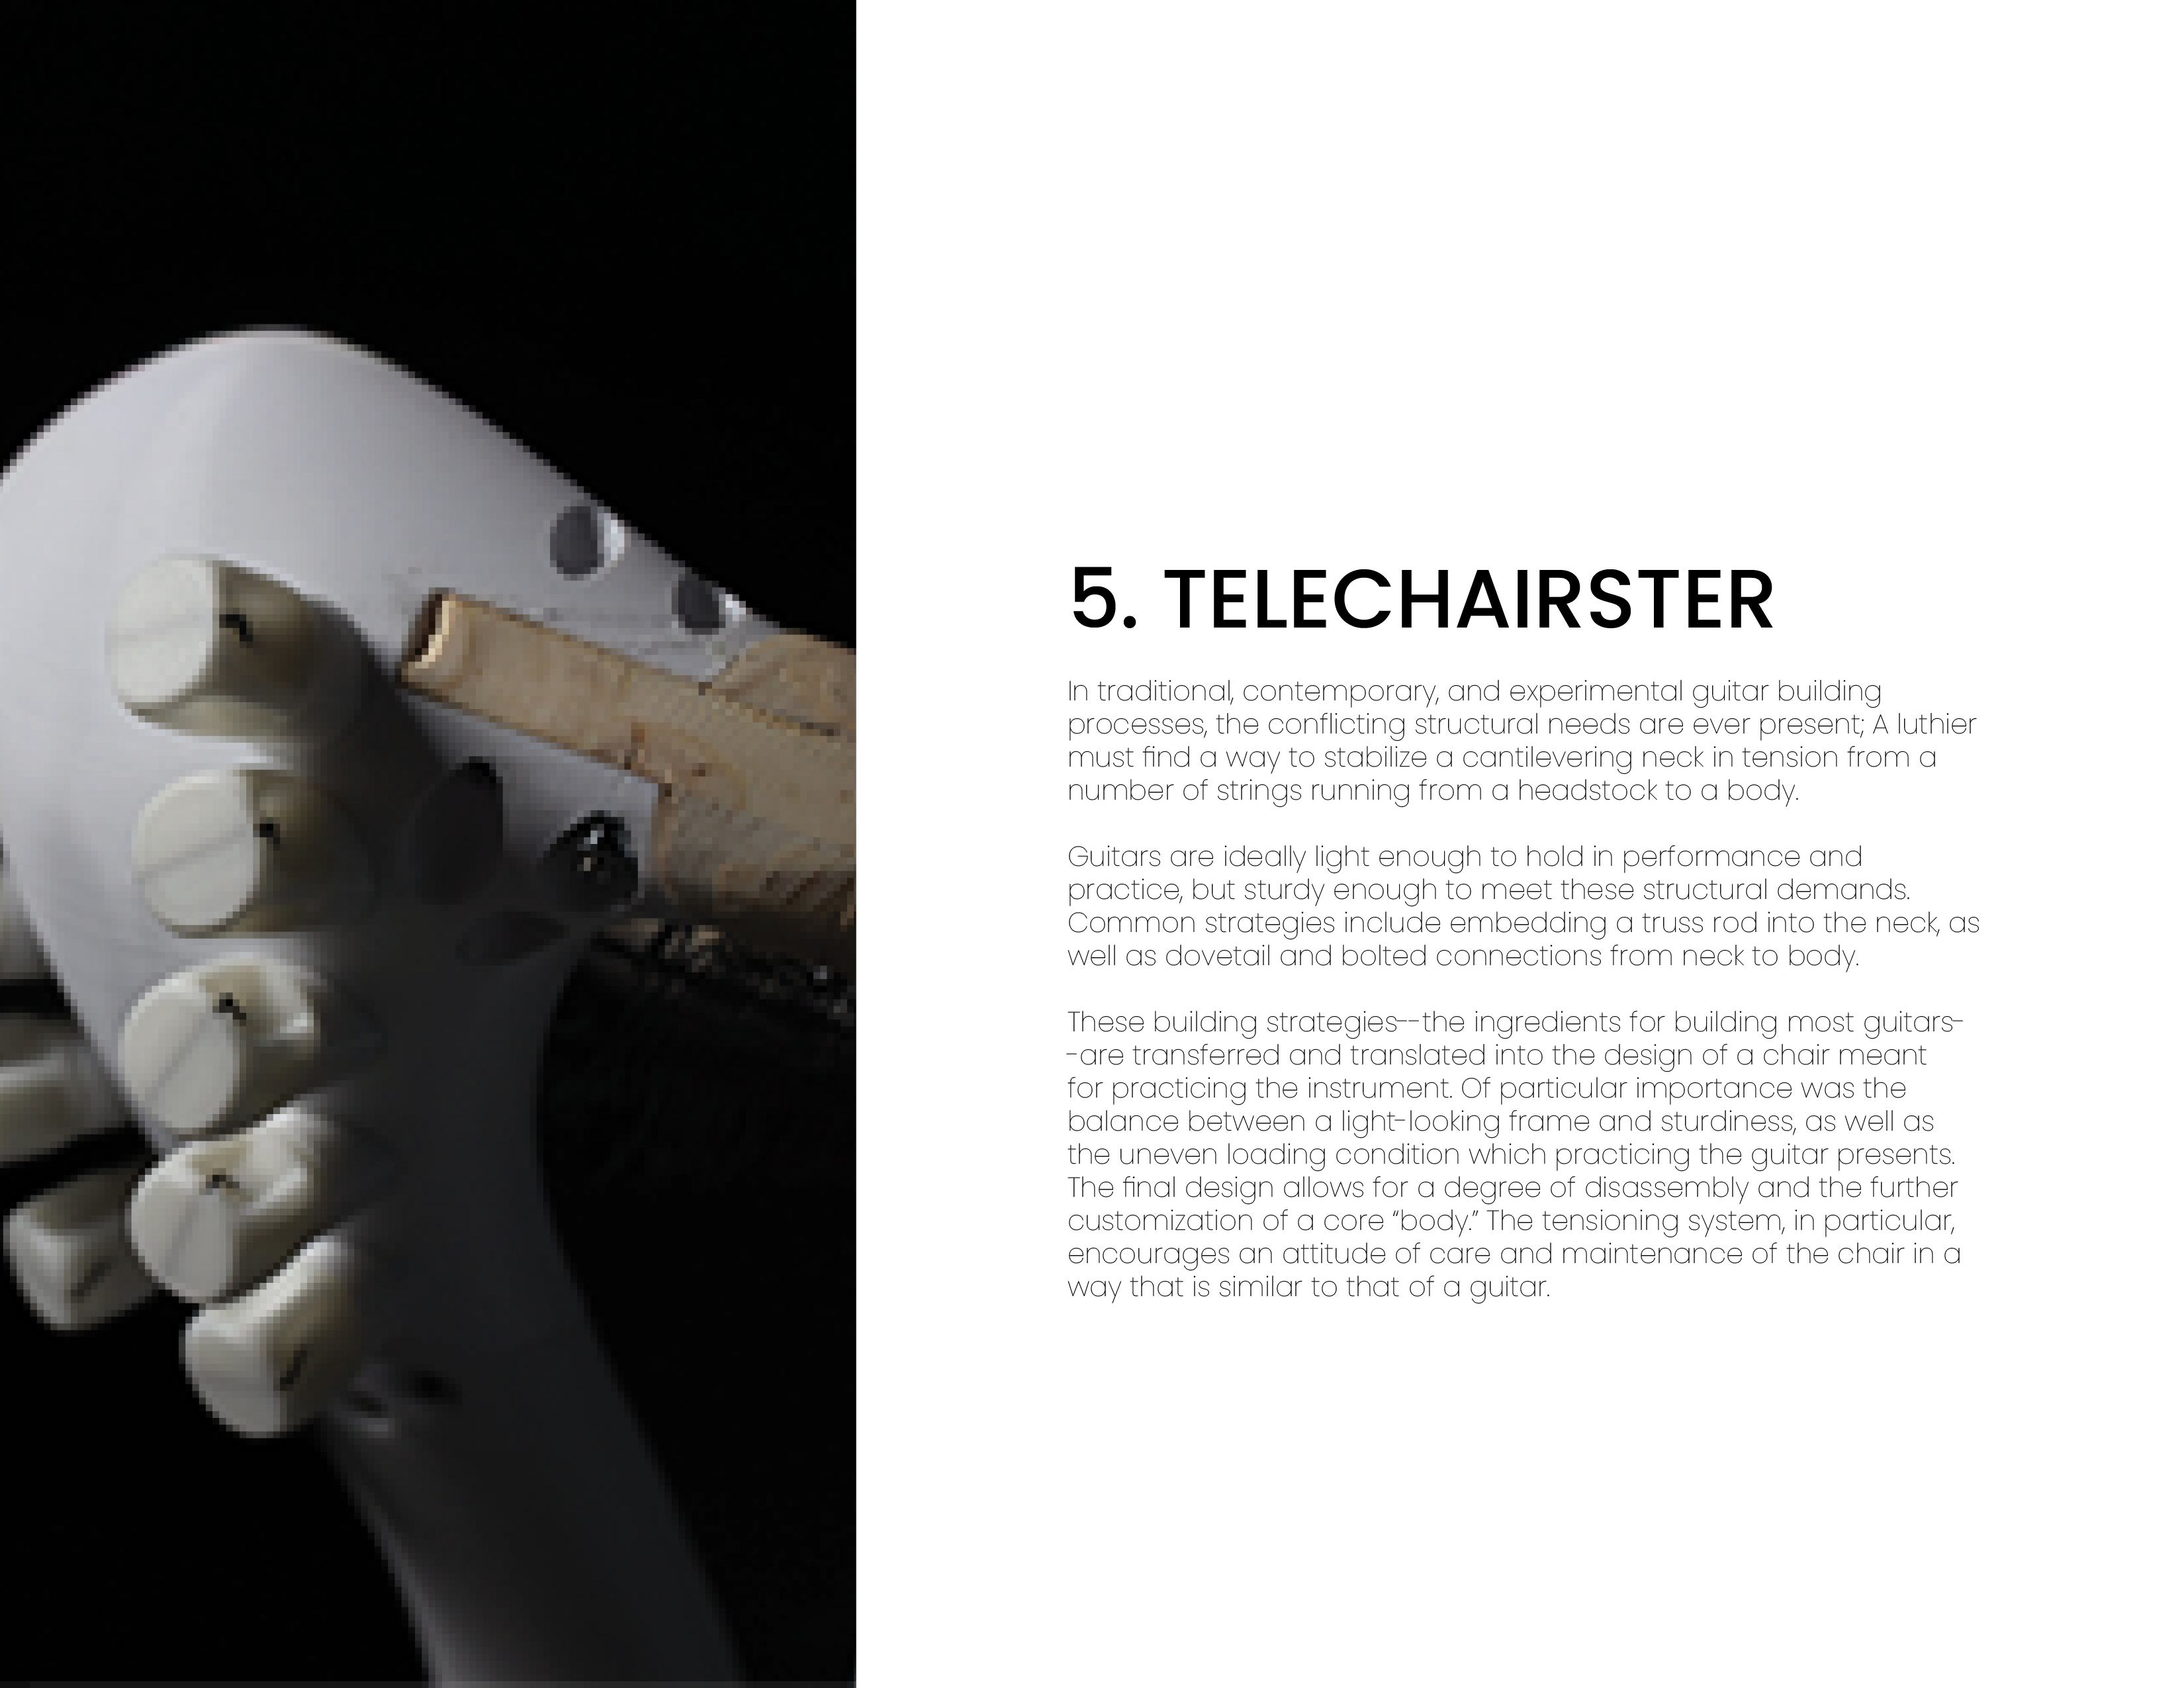 5. TELECHAIRSTER
In traditional, contemporary, and experimental guitar building
processes, the conflicting structural needs are ever present; A luthier
must find a way to stabilize a cantilevering neck in tension from a
number of strings running from a headstock to a body.
Guitars are ideally light enough to hold in performance and
practice, but sturdy enough to meet these structural demands.
Common strategies include embedding a truss rod into the neck, as
well as dovetail and bolted connections from neck to body.
These building strategies--the ingredients for building most guitars-
-are transferred and translated into the design of a chair meant
for practicing the instrument. Of particular importance was the
balance between a light-looking frame and sturdiness, as well as
the uneven loading condition which practicing the guitar presents.
The final design allows for a degree of disassembly and the further
customization of a core “body.” The tensioning system, in particular,
encourages an attitude of care and maintenance of the chair in a
way that is similar to that of a guitar.